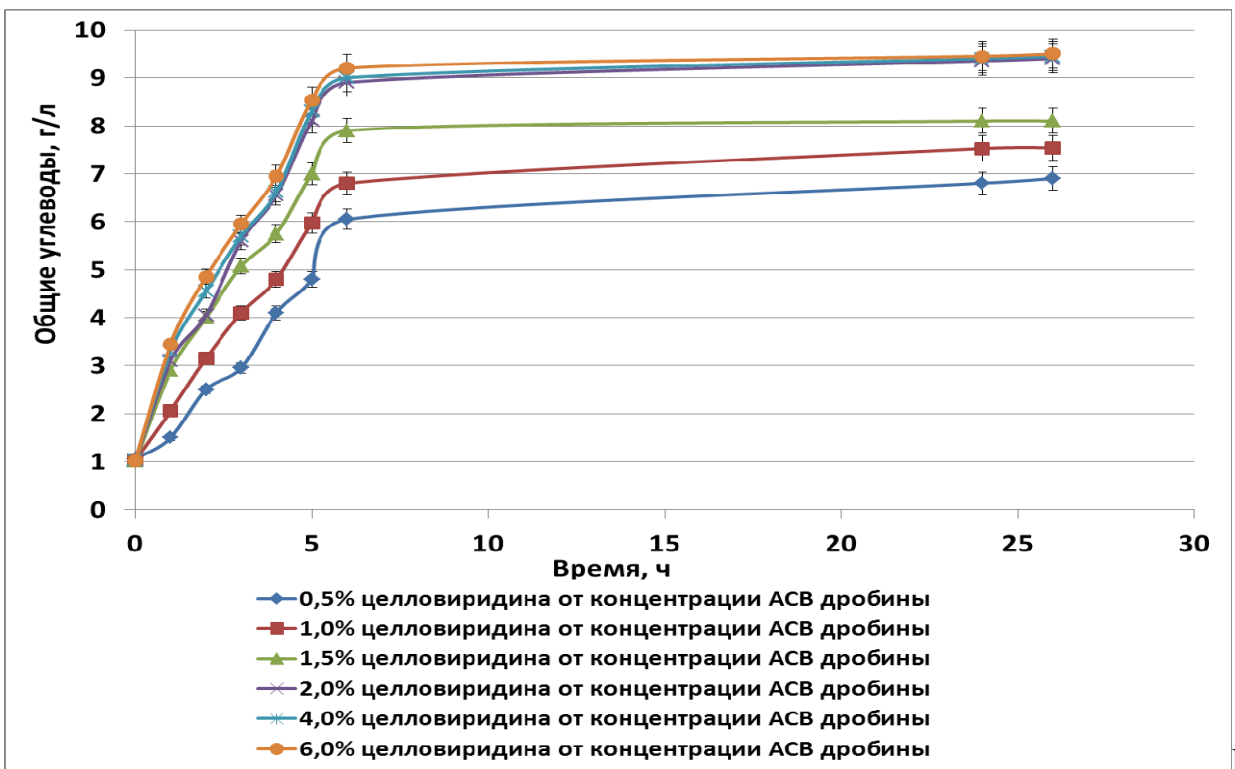 Общие углеводы, г/л
10
9
8
7
6
5
4
3
2
1
0
0 5 10 15 20 25 30
Время, ч
0,5% целловиридина от концентрации АСВ дробины
1,0% целловиридина от концентрации АСВ дробины
1,5% целловиридина от концентрации АСВ дробины
2,0% целловиридина от концентрации АСВ дробины
4,0% целловиридина от концентрации АСВ дробины
6,0% целловиридина от концентрации АСВ дробины